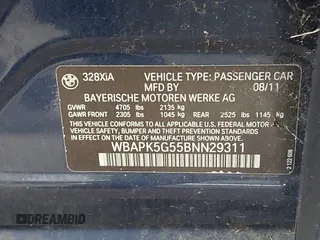 328XiA VEHICLE TYPE: PASSENGER CAR
MFD BY 08/11
BAYERISCHE MOTOREN WERKE AG
GVWR 4705 lbs 2135 kg
GAWR FRONT 2305 lbs 1045 kg REAR 2525 lbs 1145 kg
THIS VEHICLE CONFORMS TO ALL APPLICABLE FEDERAL
MOTOR VEHICLE SAFETY, BUMPER, AND THEFT
PREVENTION STANDARDS IN EFFECT ON THE DATE OF
MANUFACTURE SHOWN ABOVE.
WBAPK5G55BNN29311
DREAMBID